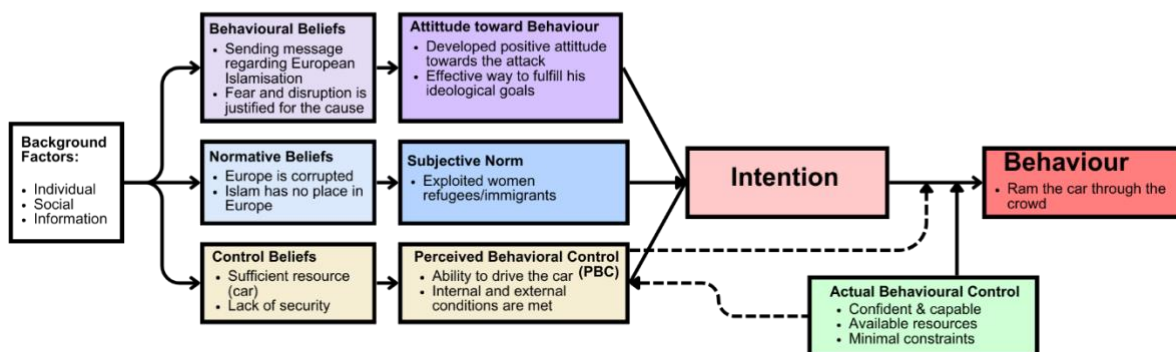 Behavioural Beliefs
• Sending message
regarding European
Islamisation
• Fear and disruption is
justified for the cause
Attittude toward Behaviour
• Developed positive attitude
towards the attack
• Effective way to fulfill his
ideological goals
Background
Factors:
• Individual
• Social
• Information
Normative Beliefs
• Europe is corrupted
• Islam has no place in
Europe
Subjective Norm
• Exploited women
refugees/immigrants
Intention
Behaviour
• Ram the car through the
crowd
Control Beliefs
• Sufficient resource
(car)
• Lack of security
Perceived Behavioral Control
(PBC)
• Ability to drive the car
• Internal and external
conditions are met
Actual Behavioural Control
• Confident & capable
• Available resources
• Minimal constraints